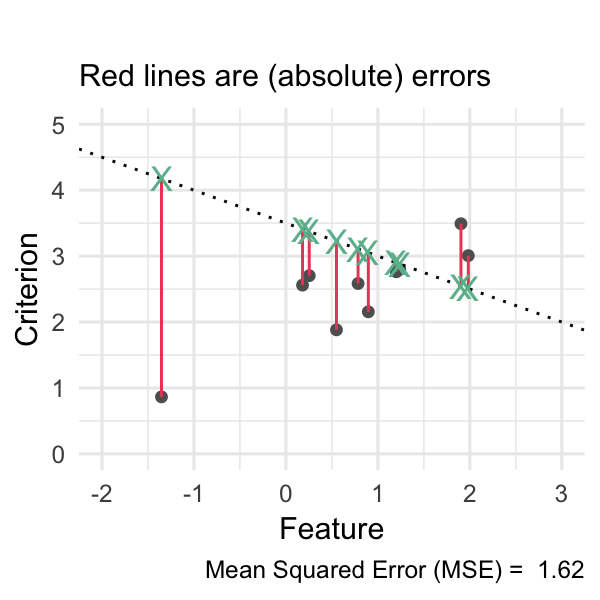 Red lines are (absolute) errors
5
4
3
2
1
0
Criterion
-2 -1 0 1 2 3
Feature
Mean Squared Error (MSE) = 1.62